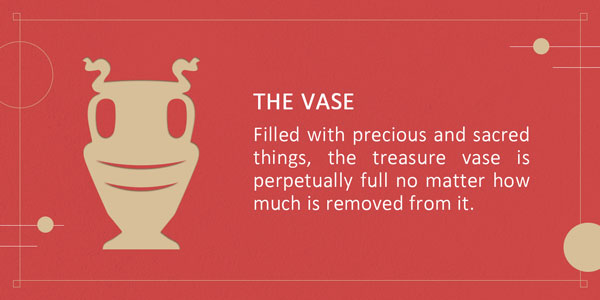 THE VASE
Filled with precious and sacred
things, the treasure vase is
perpetually full no matter how
much is removed from it.